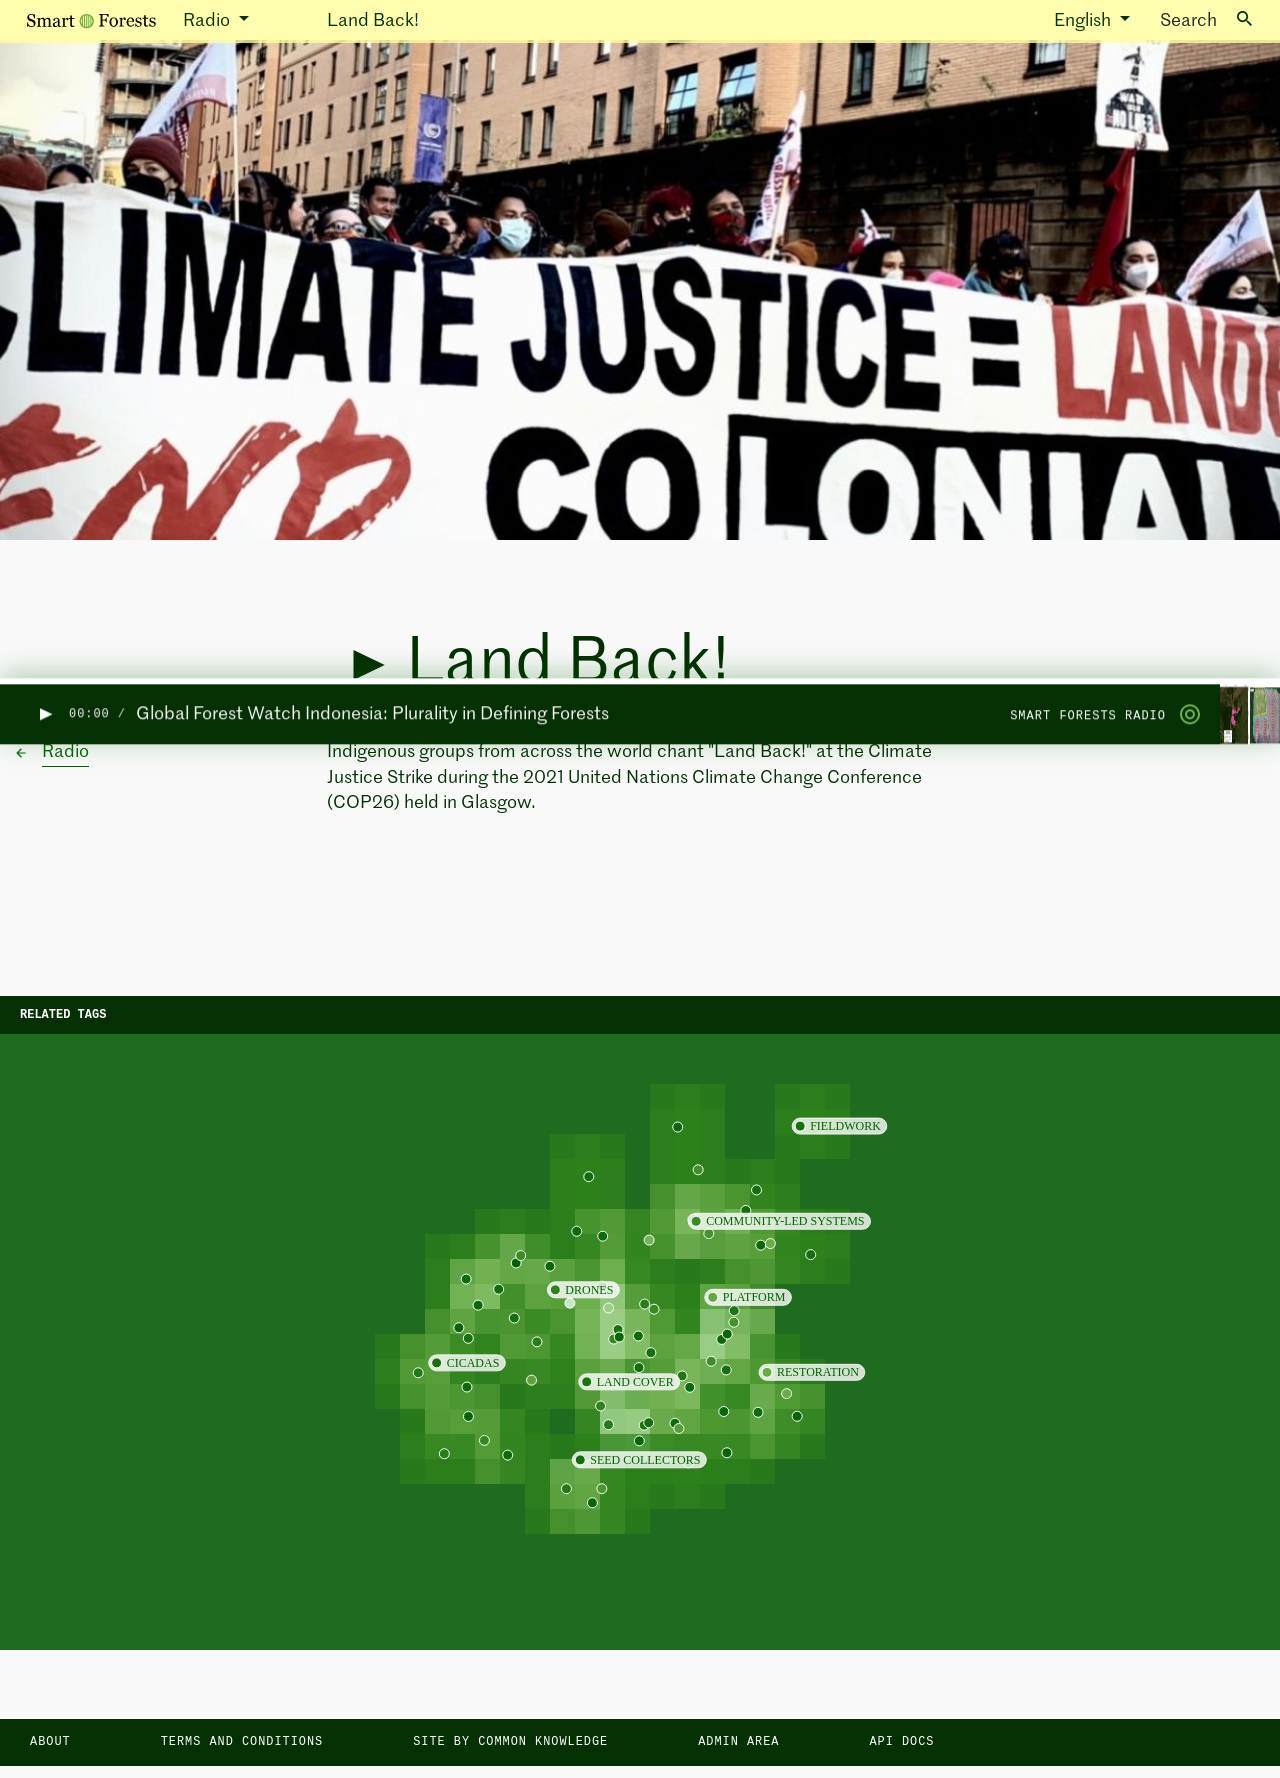 Smart Forests
Radio
Land Back!
English
Search
CLIMATE JUSTICE = LAND
END
COLONIAL
Land Back!
00:00 /
Global Forest Watch Indonesia: Plurality in Defining Forests
SMART FORESTS RADIO
Radio
Indigenous groups from across the world chant "Land Back!" at the Climate
Justice Strike during the 2021 United Nations Climate Change Conference
(COP26) held in Glasgow.
RELATED TAGS
FIELDWORK
COMMUNITY-LED SYSTEMS
DRONES
PLATFORM
CICADAS
RESTORATION
LAND COVER
SEED COLLECTORS
ABOUT
TERMS AND CONDITIONS
SITE BY COMMON KNOWLEDGE
ADMIN AREA
API DOCS